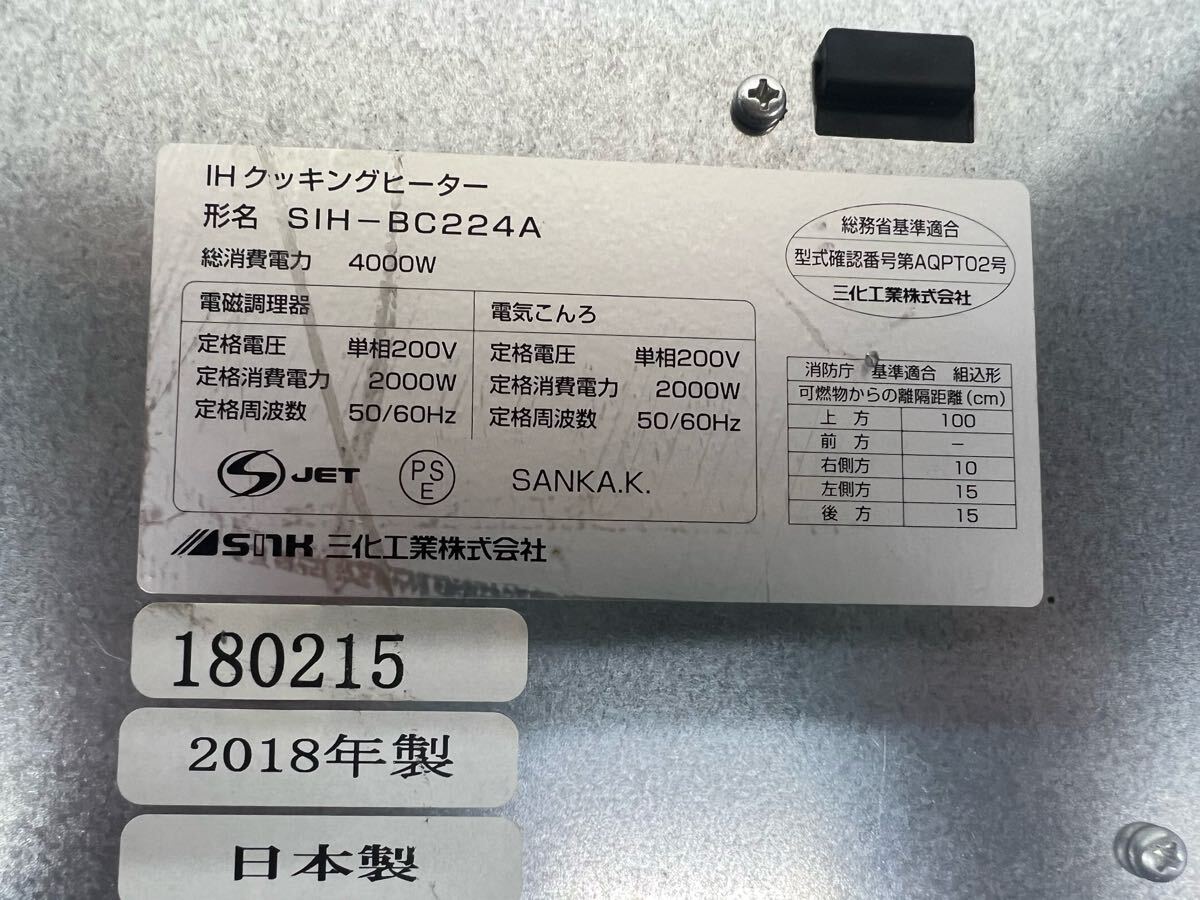 IHクッキングヒーター
形名 SIH-BC224A
総消費電力 4000W
電磁調理器
定格電圧 単相200V
定格消費電力 2000W
定格周波数 50/60Hz
電気こんろ
定格電圧 単相200V
定格消費電力 2000W
定格周波数 50/60Hz
S JET
PS
E
SANKA.K.
snk 三化工業株式会社
総務省基準適合
型式確認番号第AQPT02号
三化工業株式会社
消防庁 基準適合 組込形
可燃物からの離隔距離(cm)
上方 100
前方 −
右側方 10
左側方 15
後方 15
180215
2018年製
日本製